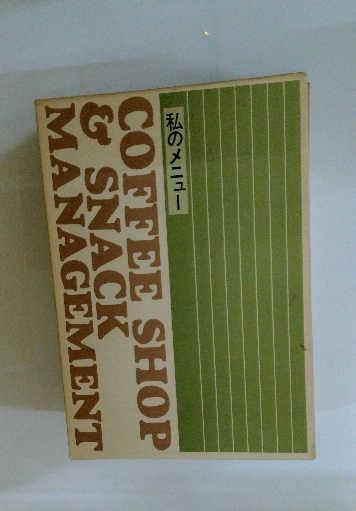 COFFEE SHOP
& SNACK
MANAGEMENT
私のメニュー